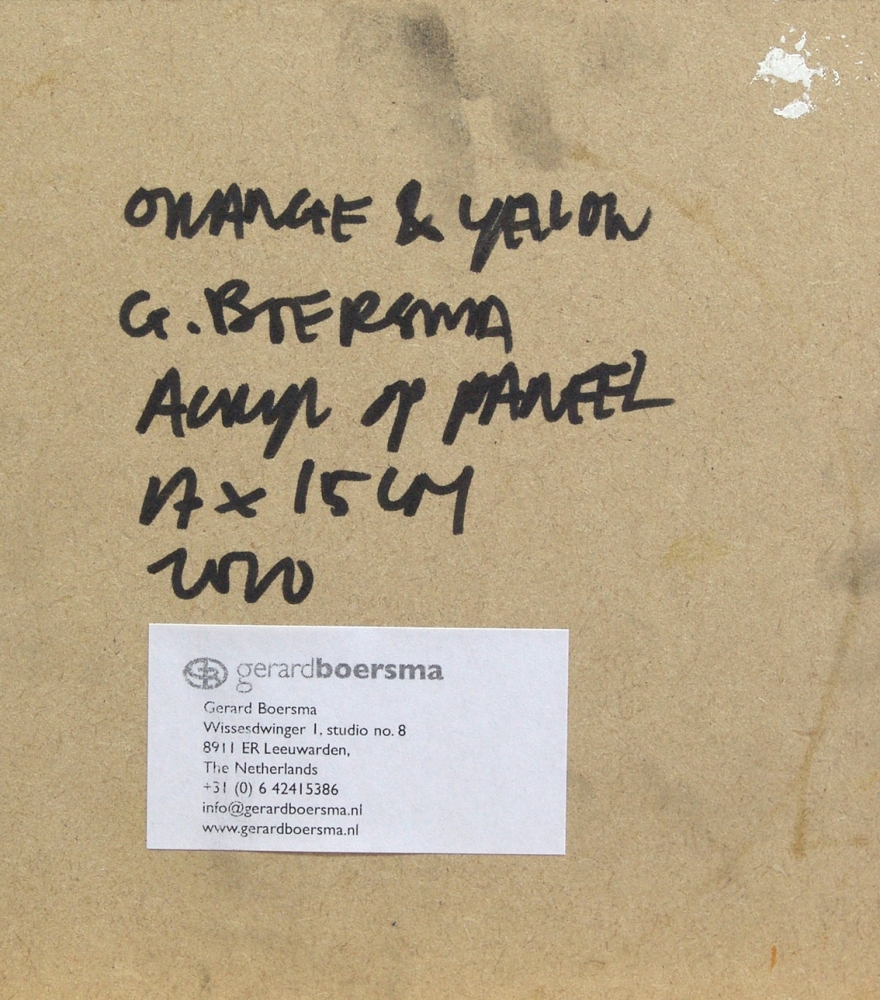 ORANGE & YELLOW
G. BOERSMA
ACRYL OP PANEEL
17 x 15 CM
2020
gerardboersma
Gerard Boersma
Wissesdwinger 1, studio no. 8
8911 ER Leeuwarden,
The Netherlands
+31 (0) 6 42415386
info@gerardboersma.nl
www.gerardboersma.nl